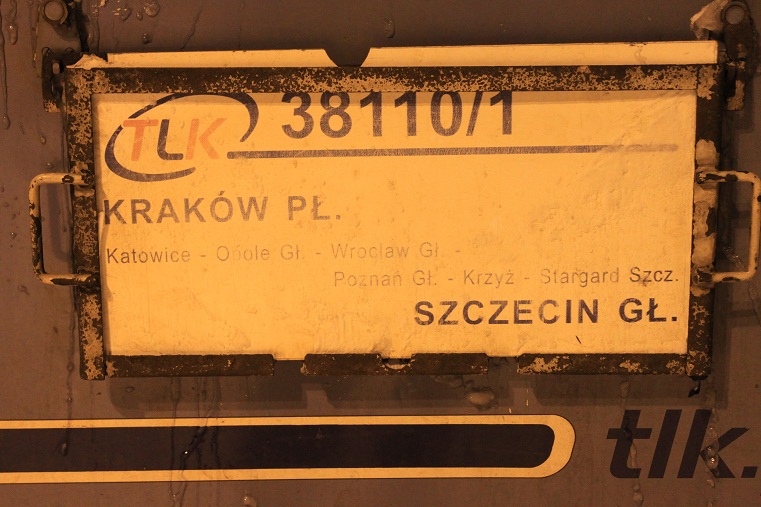 TLK 38110/1
KRAKÓW PŁ.
Katowice - Opole Gł. - Wrocław Gł. -
Poznań Gł. - Krzyż - Stargard Szcz.
SZCZECIN GŁ.
tlk.